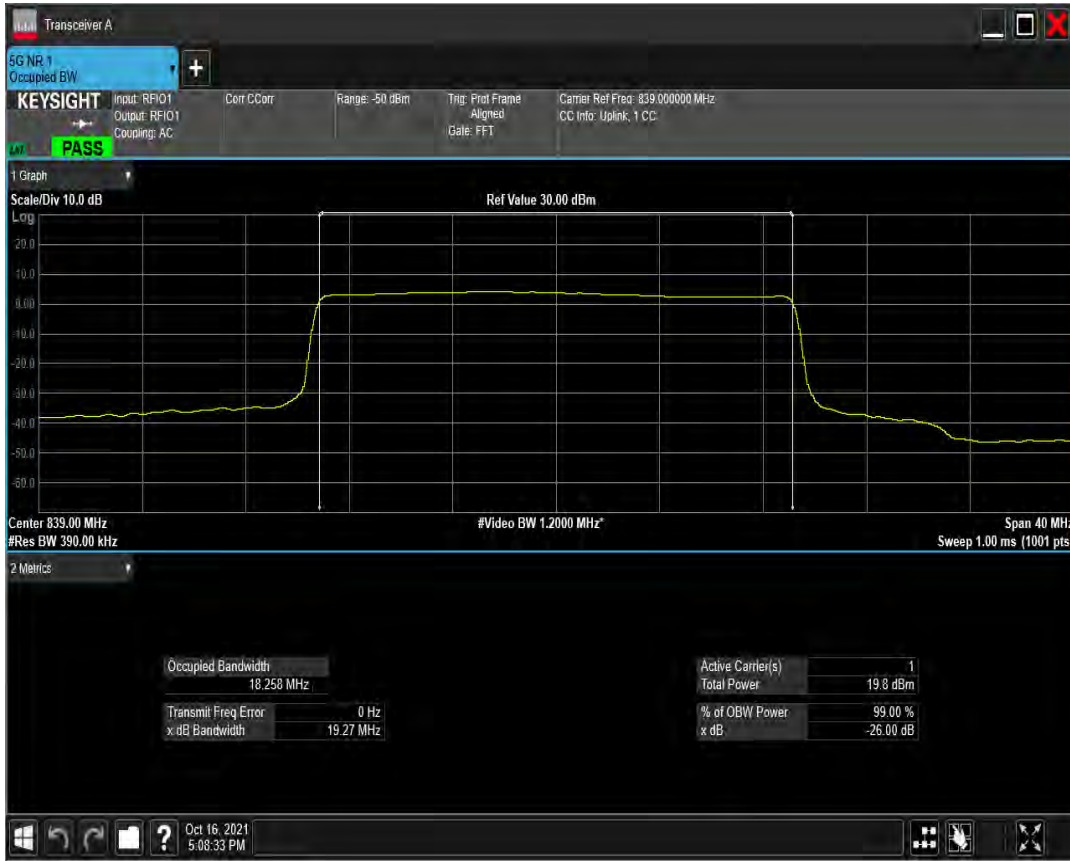 Transceiver A
5G NR 1
Occupied BW
+
KEYSIGHT
Input: RFIO1
Output: RFIO1
Coupling: AC
Corr CCorr
Range: -50 dBm
Trig: Prot Frame
Aligned
Gate: FFT
Carrier Ref Freq: 839.000000 MHz
CC Info: Uplink, 1 CC
PASS
1 Graph
Scale/Div 10.0 dB
Ref Value 30.00 dBm
Log
20.0
10.0
0.00
-10.0
-20.0
-30.0
-40.0
-50.0
-60.0
Center 839.00 MHz
#Video BW 1.2000 MHz*
Span 40 MHz
#Res BW 390.00 kHz
Sweep 1.00 ms (1001 pts
2 Metrics
Occupied Bandwidth
18.258 MHz
Transmit Freq Error 0 Hz
x dB Bandwidth 19.27 MHz
Active Carrier(s) 1
Total Power 19.8 dBm
% of OBW Power 99.00 %
x dB -26.00 dB
?
Oct 16, 2021
5:08:33 PM